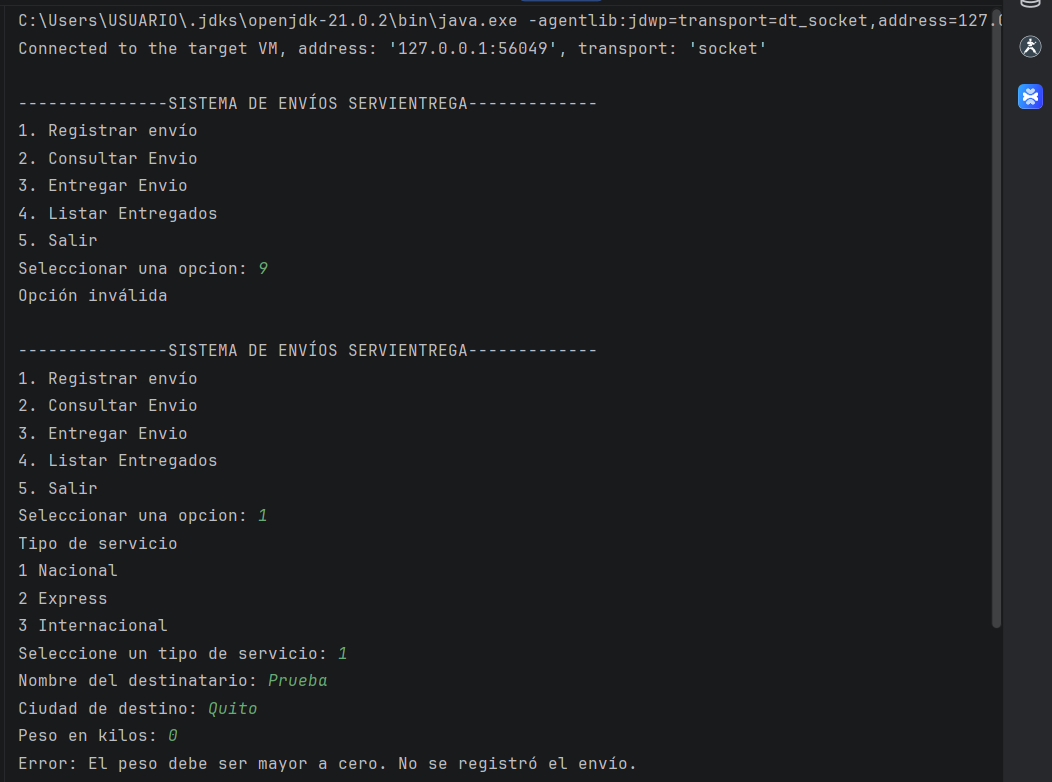 C:\Users\USUARIO\.jdks\openjdk-21.0.2\bin\java.exe -agentlib:jdwp=transport=dt_socket,address=127.0
Connected to the target VM, address: '127.0.0.1:56049', transport: 'socket'
---------------SISTEMA DE ENVÍOS SERVIENTREGA-------------
1. Registrar envío
2. Consultar Envio
3. Entregar Envio
4. Listar Entregados
5. Salir
Seleccionar una opcion: 9
Opción inválida
---------------SISTEMA DE ENVÍOS SERVIENTREGA-------------
1. Registrar envío
2. Consultar Envio
3. Entregar Envio
4. Listar Entregados
5. Salir
Seleccionar una opcion: 1
Tipo de servicio
1 Nacional
2 Express
3 Internacional
Seleccione un tipo de servicio: 1
Nombre del destinatario: Prueba
Ciudad de destino: Quito
Peso en kilos: 0
Error: El peso debe ser mayor a cero. No se registró el envío.